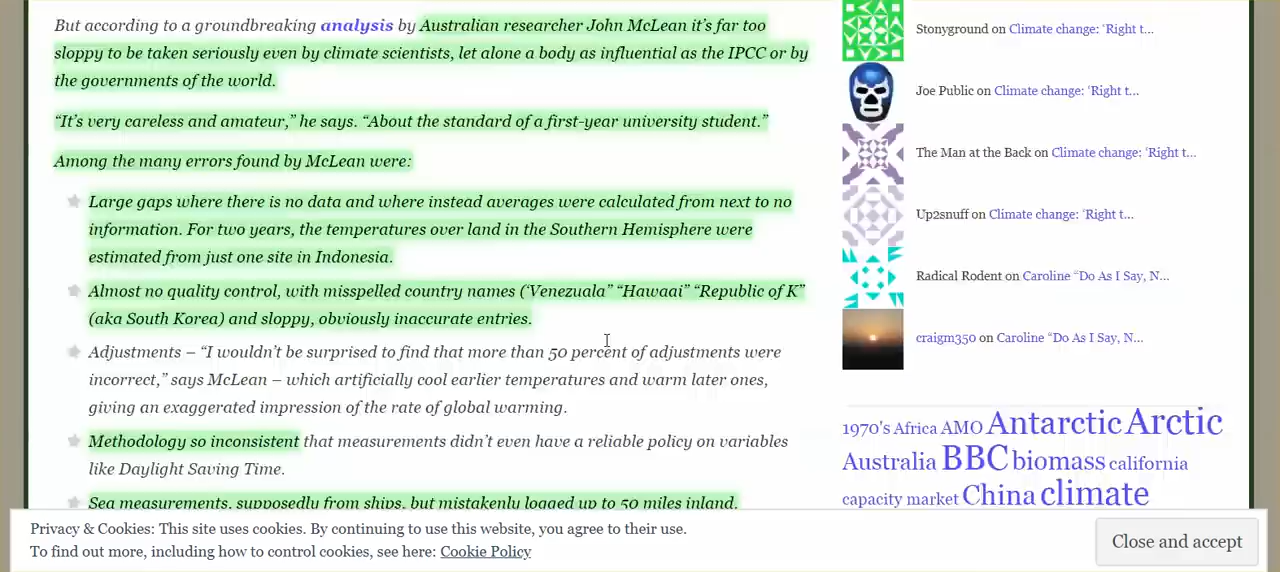 But according to a groundbreaking analysis by Australian researcher John McLean it's far too
sloppy to be taken seriously even by climate scientists, let alone a body as influential as the IPCC or by
the governments of the world.
“It's very careless and amateur,” he says. “About the standard of a first-year university student.”
Among the many errors found by McLean were:
Large gaps where there is no data and where instead averages were calculated from next to no
information. For two years, the temperatures over land in the Southern Hemisphere were
estimated from just one site in Indonesia.
Almost no quality control, with misspelled country names (‘Venezuala” “Hawaai” “Republic of K”
(aka South Korea) and sloppy, obviously inaccurate entries.
Adjustments – “I wouldn't be surprised to find that more than 50 percent of adjustments were
incorrect,” says McLean – which artificially cool earlier temperatures and warm later ones,
giving an exaggerated impression of the rate of global warming.
Methodology so inconsistent that measurements didn't even have a reliable policy on variables
like Daylight Saving Time.
Sea measurements, supposedly from ships, but mistakenly logged up to 50 miles inland.
Stonyground on Climate change: ‘Right t...
Joe Public on Climate change: ‘Right t...
The Man at the Back on Climate change: ‘Right t...
Up2snuff on Climate change: ‘Right t...
Radical Rodent on Caroline “Do As I Say, N...
craigm350 on Caroline “Do As I Say, N...
1970's Africa AMO Antarctic Arctic
Australia BBC biomass california
capacity market China climate
Privacy & Cookies: This site uses cookies. By continuing to use this website, you agree to their use.
To find out more, including how to control cookies, see here: Cookie Policy
Close and accept